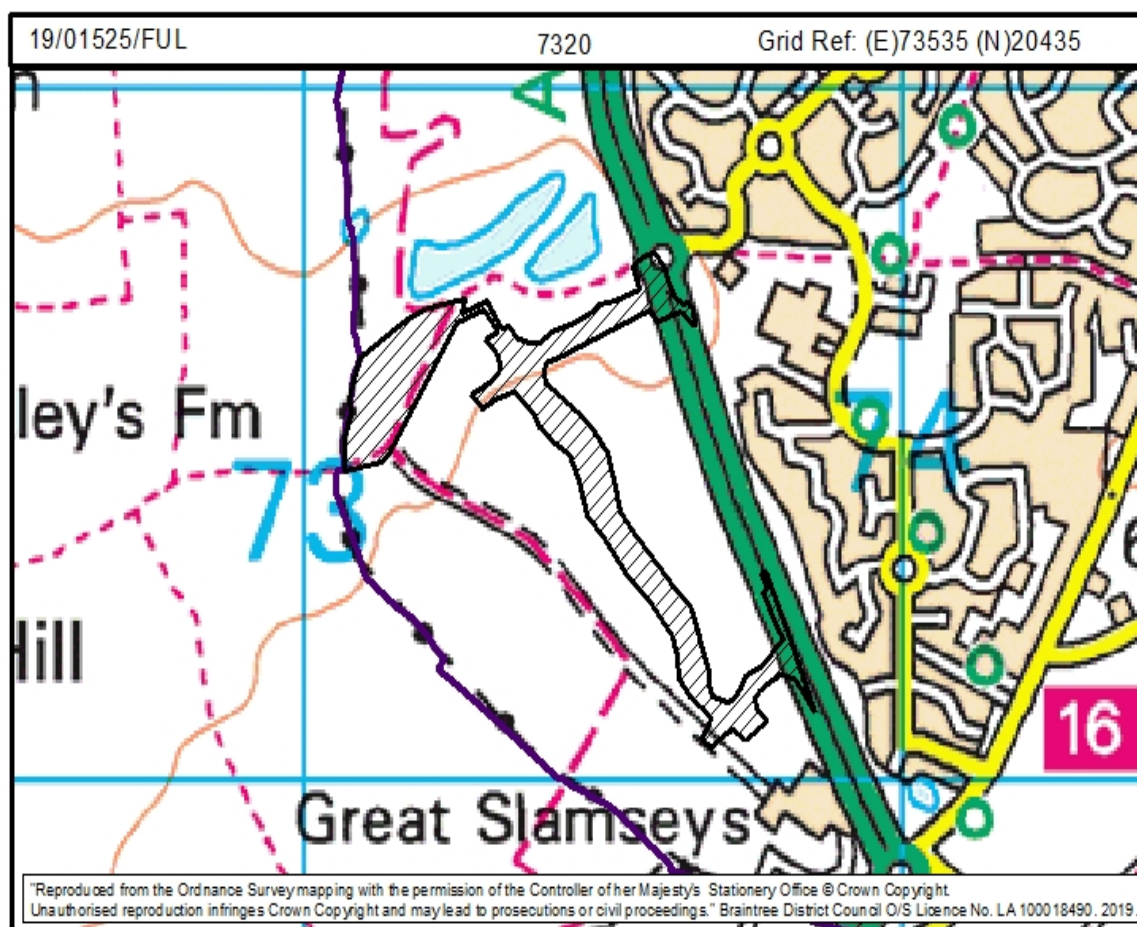 19/01525/FUL
7320
Grid Ref: (E)73535 (N)20435
n
A
ley's Fm
74
73
6
Hill
16
Great Slamseys
"Reproduced from the Ordnance Survey mapping with the permission of the Controller of her Majesty's Stationery Office © Crown Copyright.
Unauthorised reproduction infringes Crown Copyright and may lead to prosecutions or civil proceedings." Braintree District Council O/S Licence No. LA 100018490. 2019.